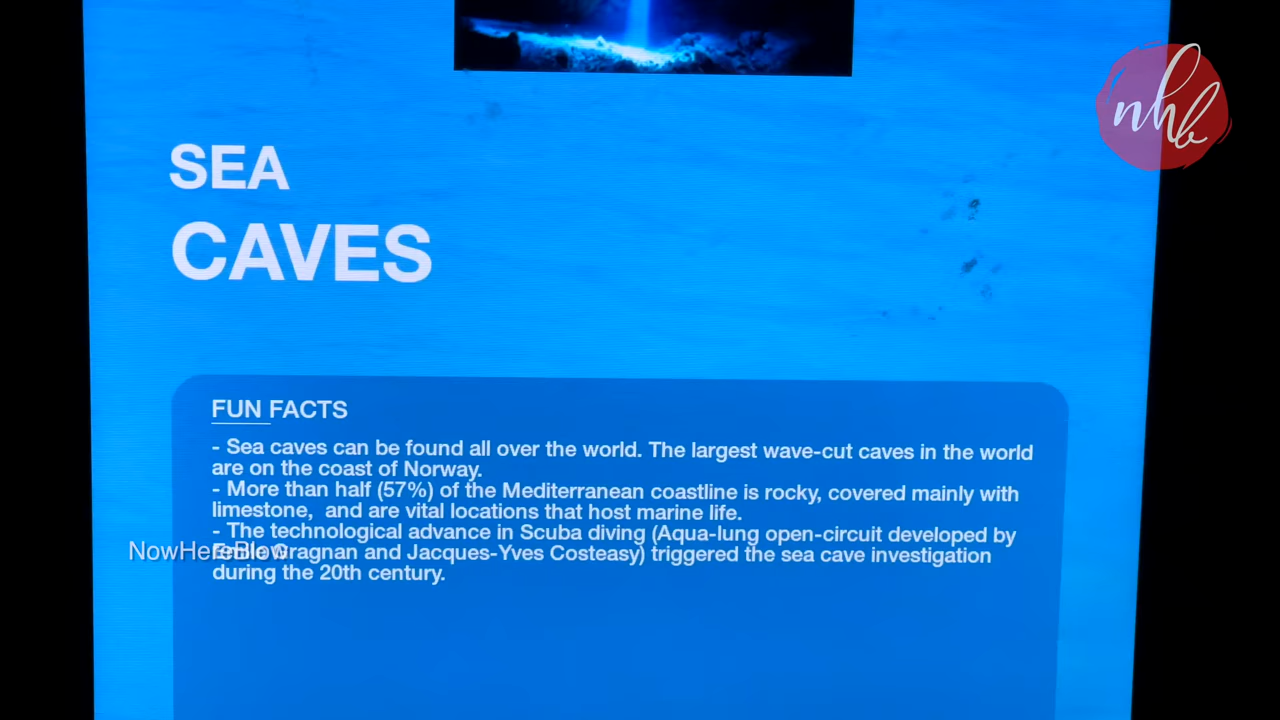 nhb
SEA
CAVES
FUN FACTS
- Sea caves can be found all over the world. The largest wave-cut caves in the world
are on the coast of Norway.
- More than half (57%) of the Mediterranean coastline is rocky, covered mainly with
limestone, and are vital locations that host marine life.
- The technological advance in Scuba diving (Aqua-lung open-circuit developed by
Gragnan and Jacques-Yves Costeasy) triggered the sea cave investigation
during the 20th century.
NowHereBlow